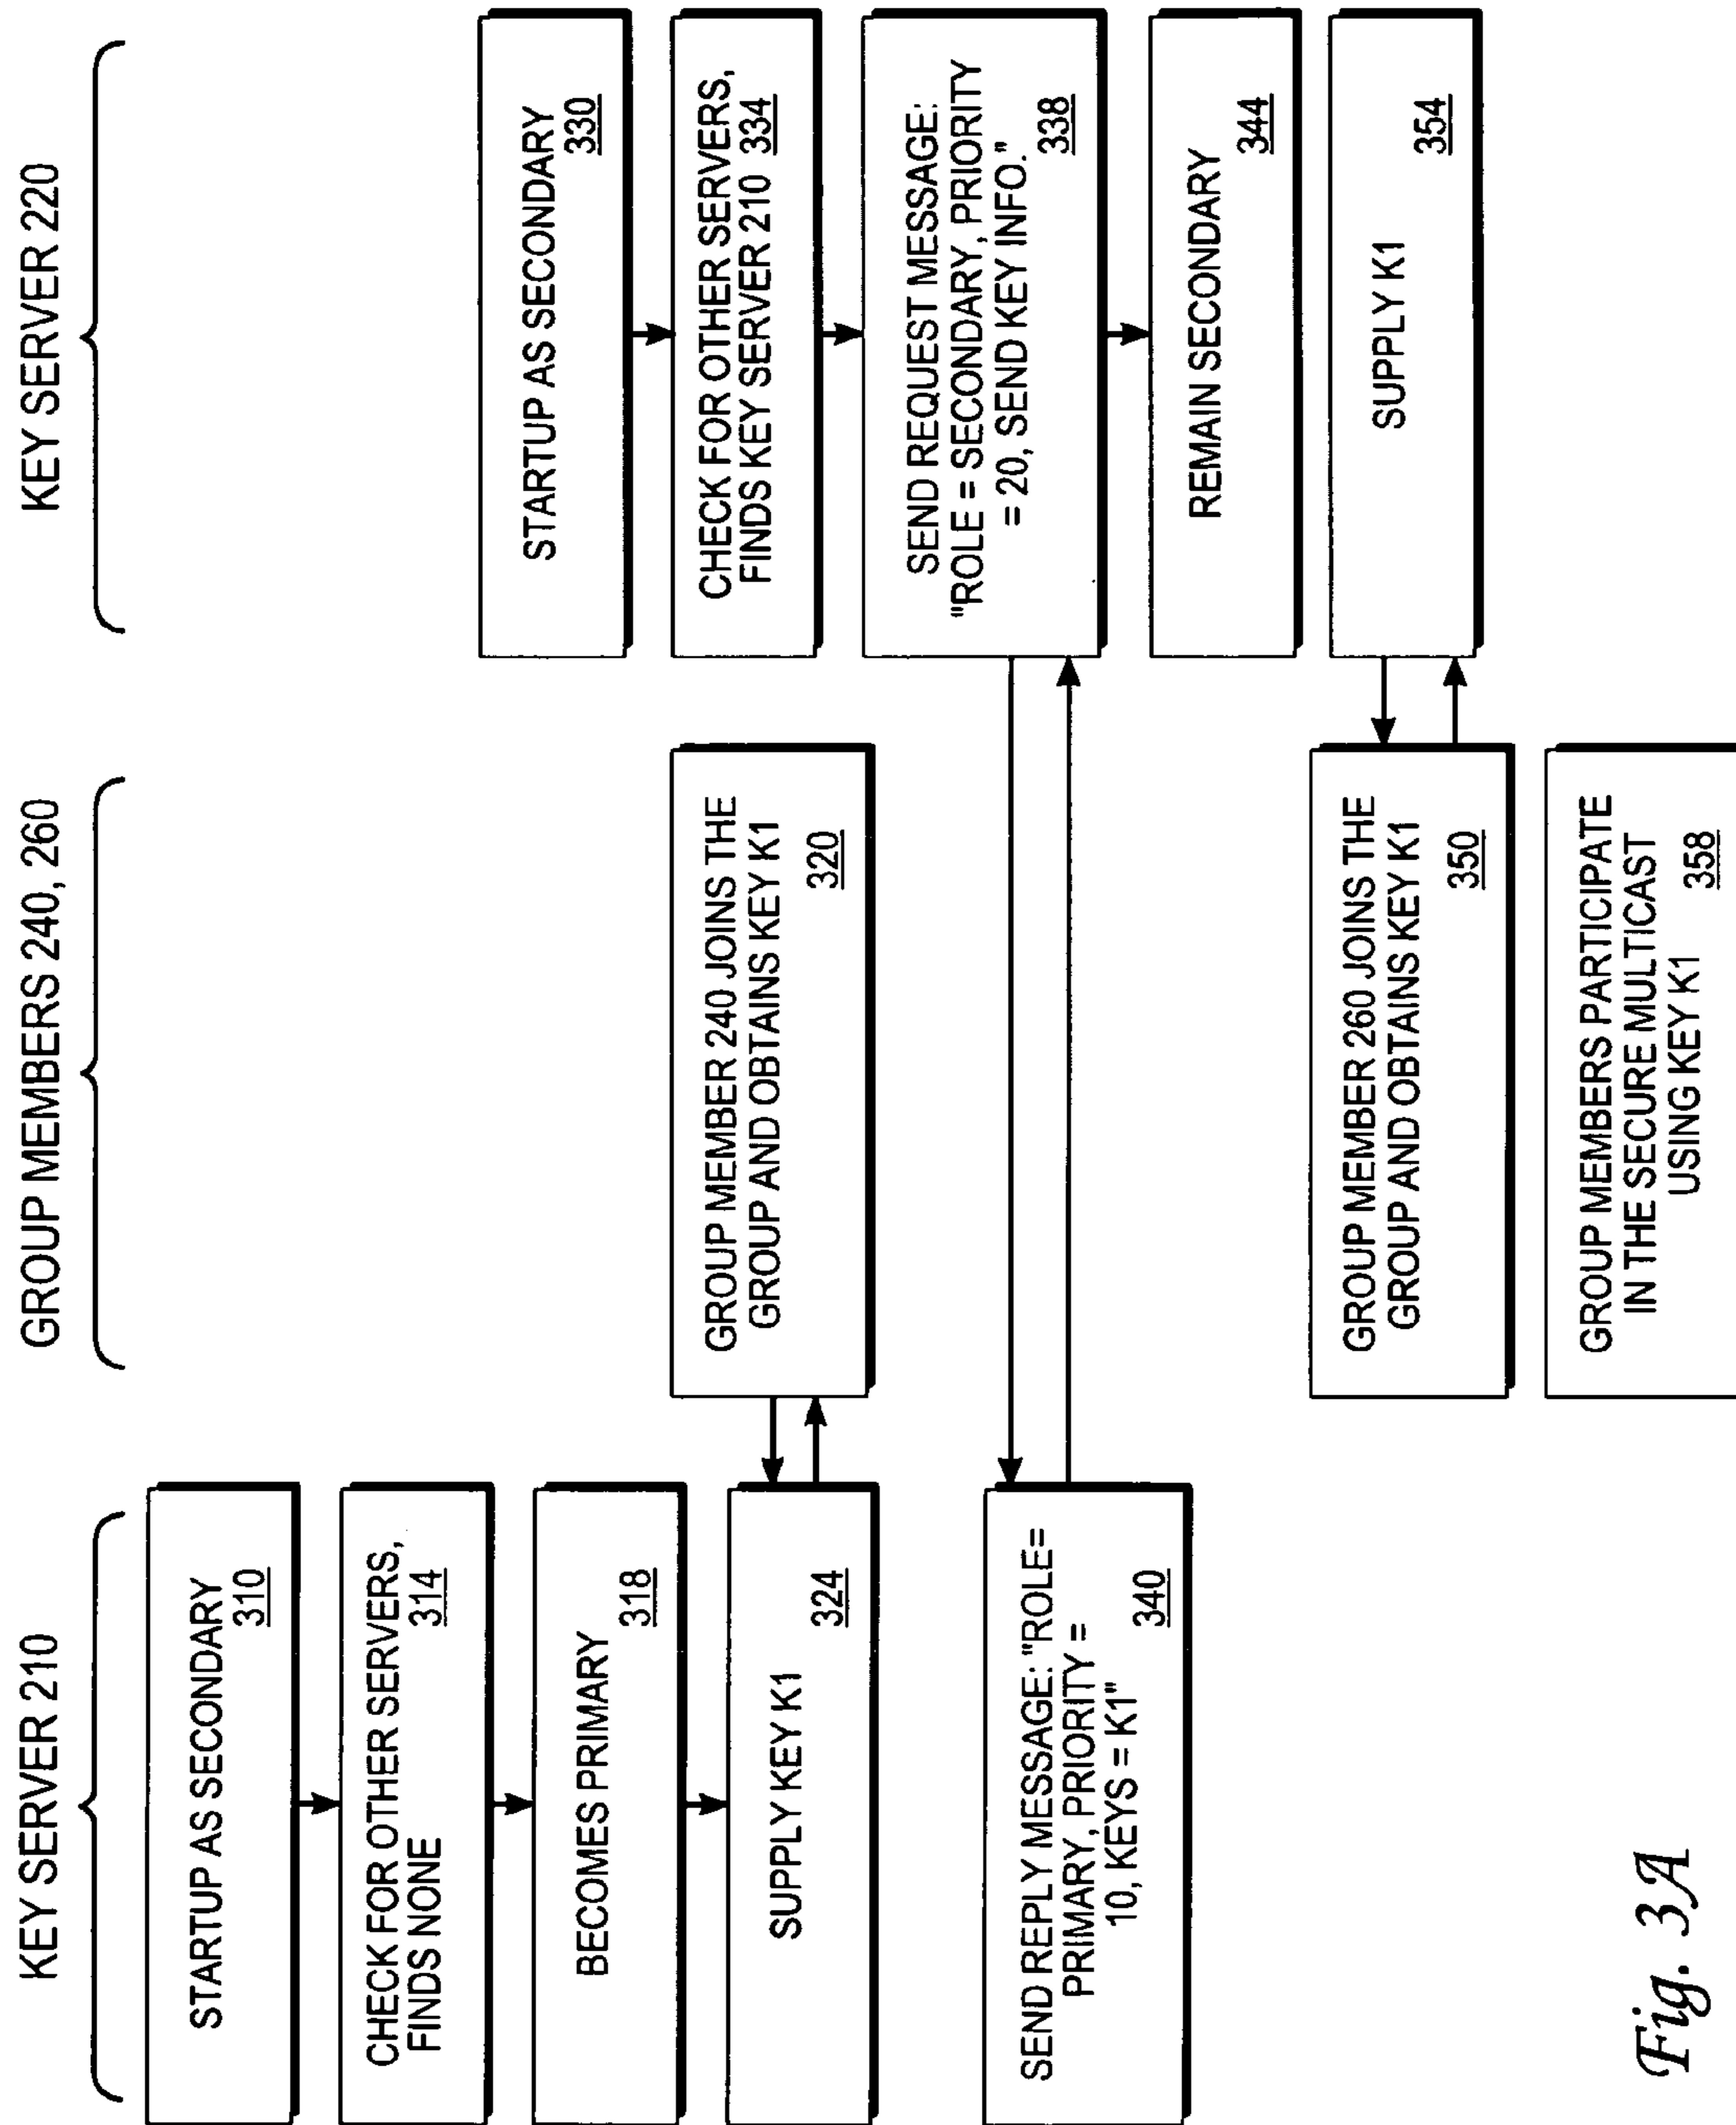 KEY SERVER 210
STARTUP AS SECONDARY
310
CHECK FOR OTHER SERVERS,
FINDS NONE 314
BECOMES PRIMARY
318
SUPPLY KEY K1
324
SEND REPLY MESSAGE: "ROLE=
PRIMARY, PRIORITY =
10, KEYS = K1"
340
GROUP MEMBERS 240, 260
GROUP MEMBER 240 JOINS THE
GROUP AND OBTAINS KEY K1
320
GROUP MEMBER 260 JOINS THE
GROUP AND OBTAINS KEY K1
350
GROUP MEMBERS PARTICIPATE
IN THE SECURE MULTICAST
USING KEY K1 358
KEY SERVER 220
STARTUP AS SECONDARY
330
CHECK FOR OTHER SERVERS,
FINDS KEY SERVER 210 334
SEND REQUEST MESSAGE:
"ROLE = SECONDARY, PRIORITY
= 20, SEND KEY INFO."
338
REMAIN SECONDARY
344
SUPPLY K1
354
Fig. 3A